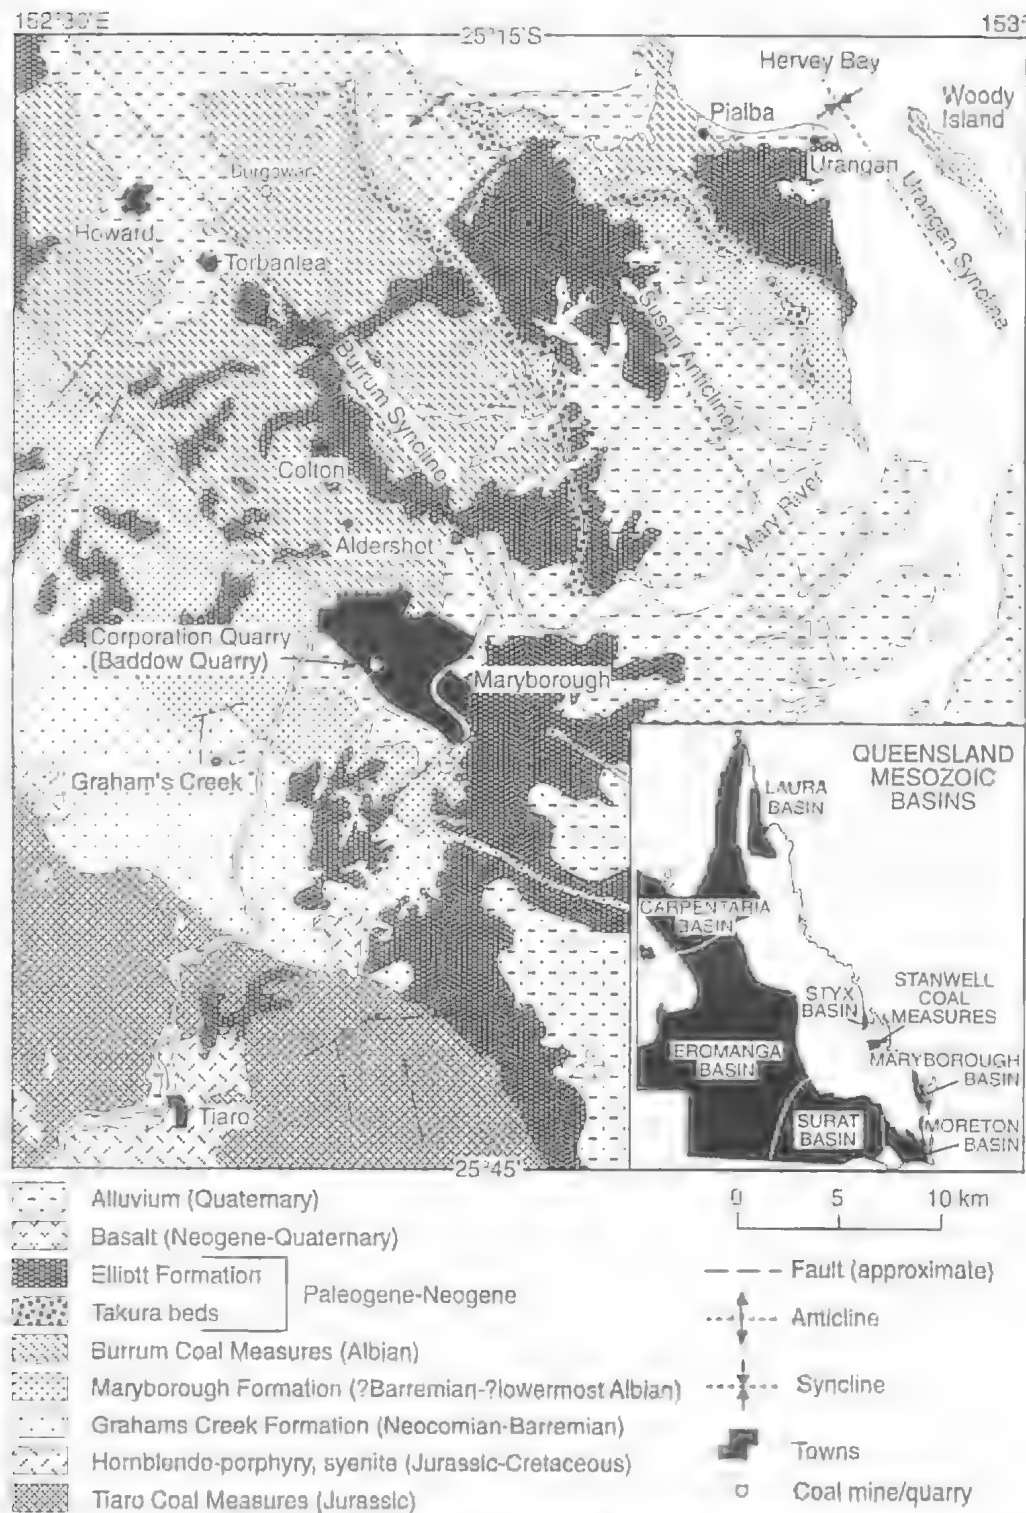 152°30'E
25°15'S
153°
Hervey Bay
Woody
Island
Pialba
Urangan
Urangan Syncline
Burgowan
Howard
Torbanlea
Susan Anticline
Burrum Syncline
Colton
Mary River
Aldershot
Corporation Quarry
(Baddow Quarry)
Maryborough
Graham's Creek
Tiaro
25°45'
QUEENSLAND
MESOZOIC
BASINS
LAURA
BASIN
CARPENTARIA
BASIN
STYX
BASIN
STANWELL
COAL
MEASURES
EROMANGA
BASIN
MARYBOROUGH
BASIN
SURAT
BASIN
MORETON
BASIN
Alluvium (Quaternary)
Basalt (Neogene-Quaternary)
Elliott Formation
Takura beds
Paleogene-Neogene
Burrum Coal Measures (Albian)
Maryborough Formation (?Barremian-?lowermost Albian)
Grahams Creek Formation (Neocomian-Barremian)
Hornblende-porphyry, syenite (Jurassic-Cretaceous)
Tiaro Coal Measures (Jurassic)
0 5 10 km
Fault (approximate)
Anticline
Syncline
Towns
Coal mine/quarry